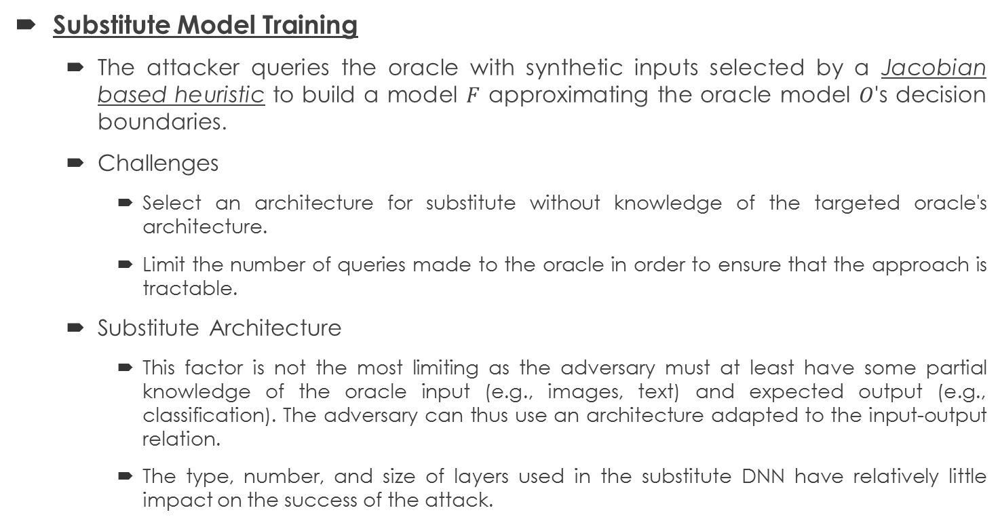 Substitute Model Training
The attacker queries the oracle with synthetic inputs selected by a Jacobian
based heuristic to build a model F approximating the oracle model O's decision
boundaries.
Challenges
Select an architecture for substitute without knowledge of the targeted oracle's
architecture.
Limit the number of queries made to the oracle in order to ensure that the approach is
tractable.
Substitute Architecture
This factor is not the most limiting as the adversary must at least have some partial
knowledge of the oracle input (e.g., images, text) and expected output (e.g.,
classification). The adversary can thus use an architecture adapted to the input-output
relation.
The type, number, and size of layers used in the substitute DNN have relatively little
impact on the success of the attack.